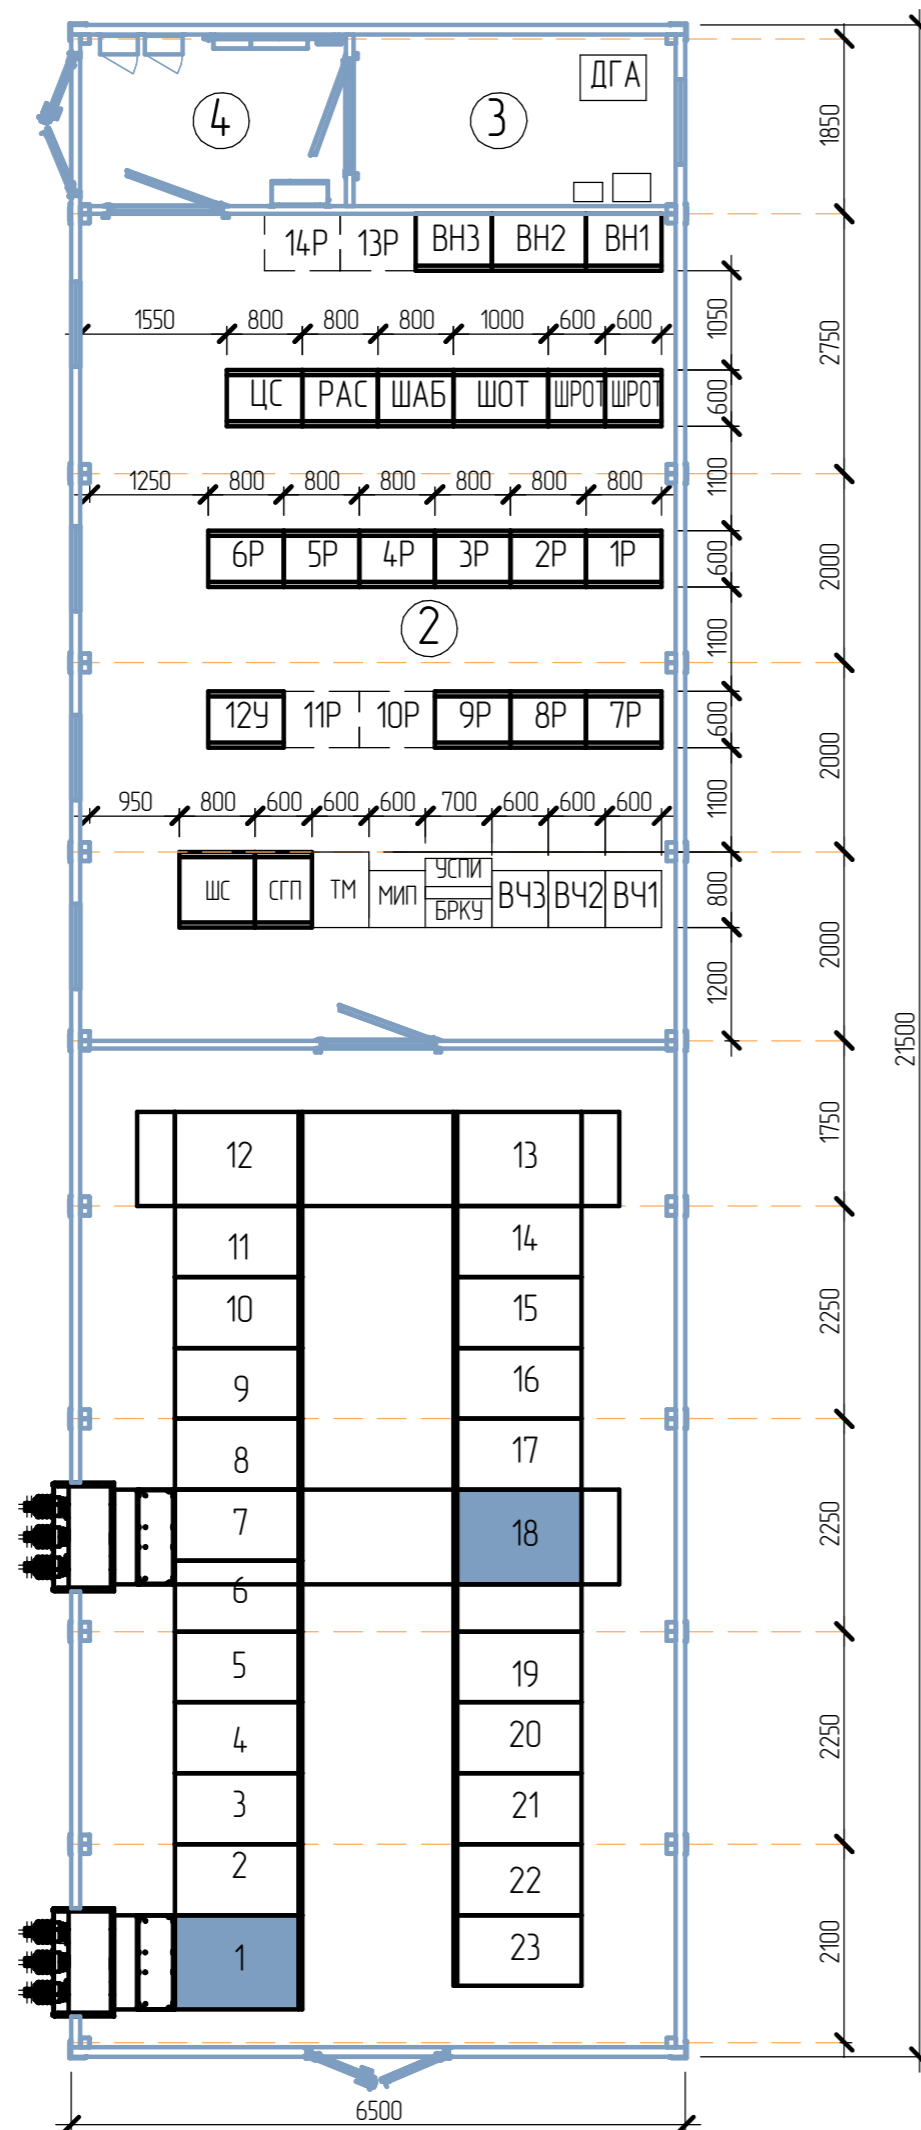 4
3
ДГА
1850
14Р
13Р
ВН3
ВН2
ВН1
1550
800
800
800
1000
600
600
1050
2750
ЦС
РАС
ШАБ
ШОТ
ШРОТ
ШРОТ
600
1250
800
800
800
800
800
800
1100
6Р
5Р
4Р
3Р
2Р
1Р
600
2000
2
1100
12У
11Р
10Р
9Р
8Р
7Р
600
2000
950
800
600
600
600
700
600
600
600
1100
ШС
СГП
ТМ
МИП
УСПИ
БРКУ
ВЧ3
ВЧ2
ВЧ1
800
2000
1200
21500
1750
12
13
11
14
10
15
2250
9
16
8
17
7
18
2250
6
5
19
4
20
2250
3
21
2
22
1
23
2100
6500